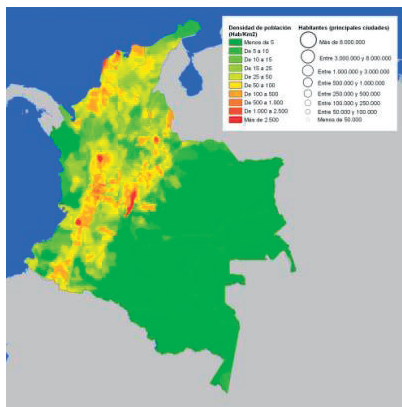 Densidad de población
(Hab/Km2)
Menos de 5
De 5 a 10
De 10 a 15
De 15 a 25
De 25 a 50
De 50 a 100
De 100 a 500
De 500 a 1.000
De 1.000 a 2.500
Más de 2.500
Habitantes (principales ciudades)
Más de 8.000.000
Entre 3.000.000 y 8.000.000
Entre 1.000.000 y 3.000.000
Entre 500.000 y 1.000.000
Entre 250.000 y 500.000
Entre 100.000 y 250.000
Entre 50.000 y 100.000
Menos de 50.000